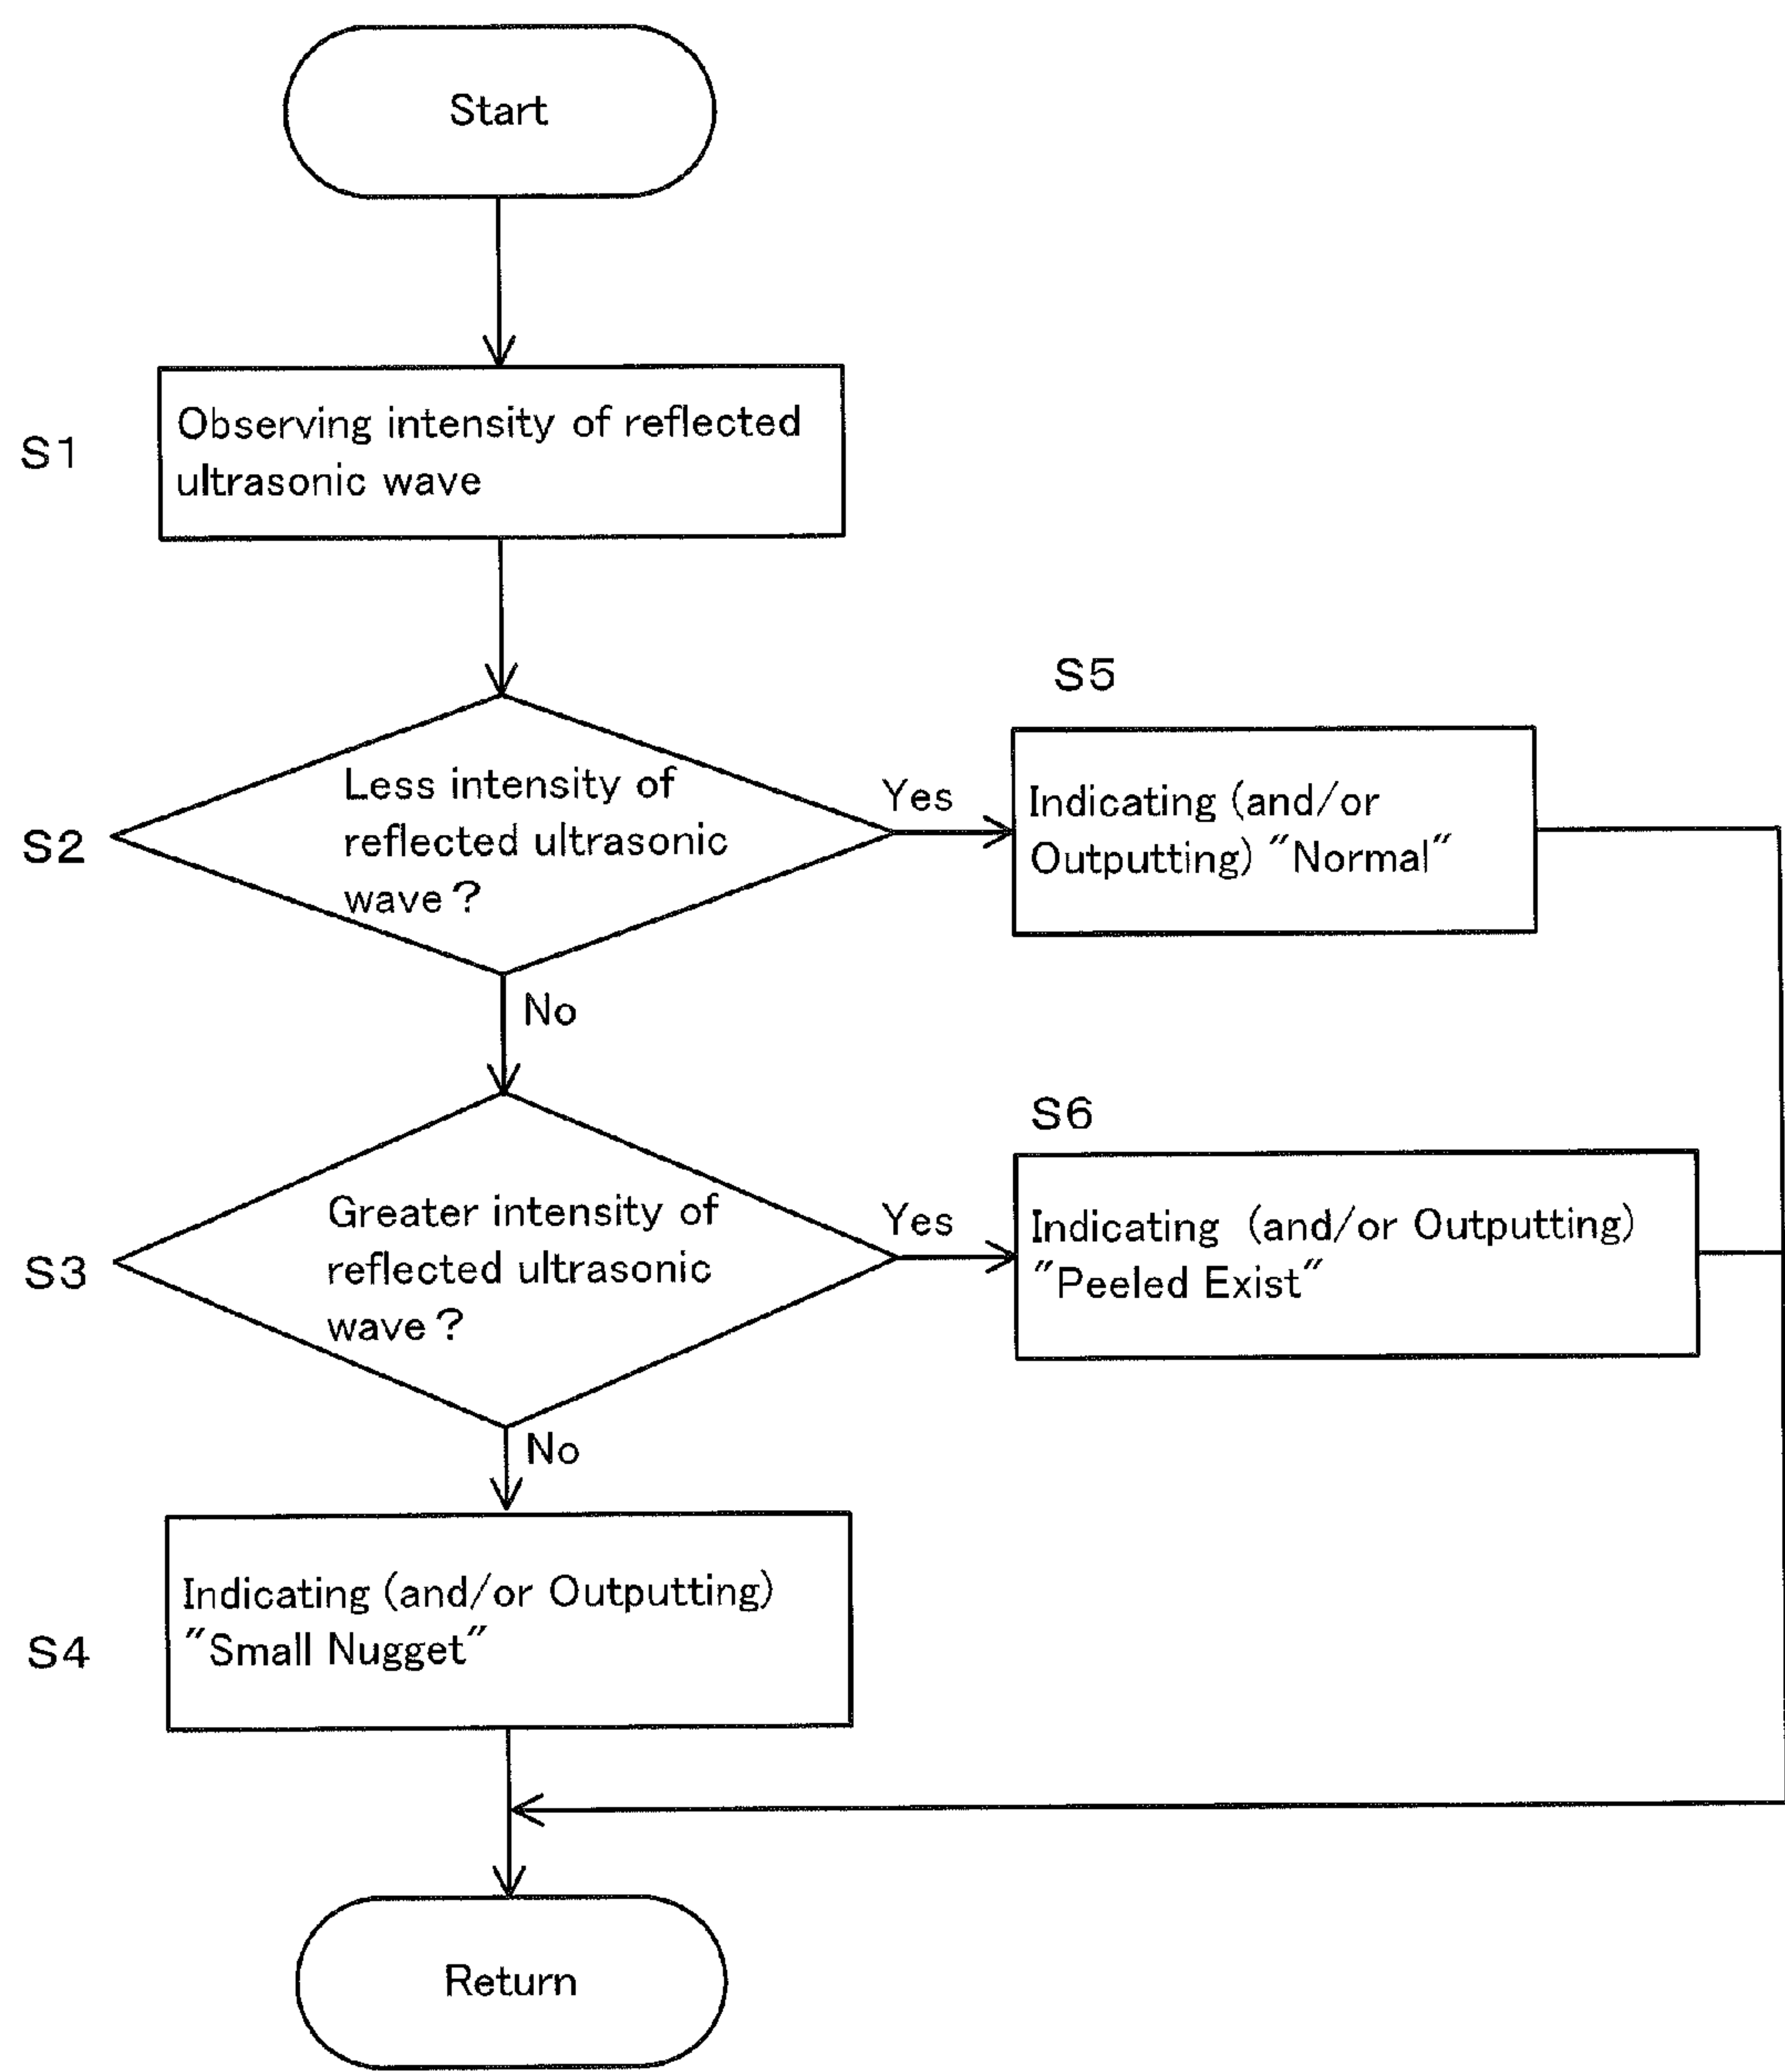 Start
S1
Observing intensity of reflected
ultrasonic wave
S2
Less intensity of
reflected ultrasonic
wave?
Yes
S5
Indicating (and/or
Outputting) "Normal"
No
S3
Greater intensity of
reflected ultrasonic
wave?
Yes
S6
Indicating (and/or Outputting)
"Peeled Exist"
No
S4
Indicating (and/or Outputting)
"Small Nugget"
Return